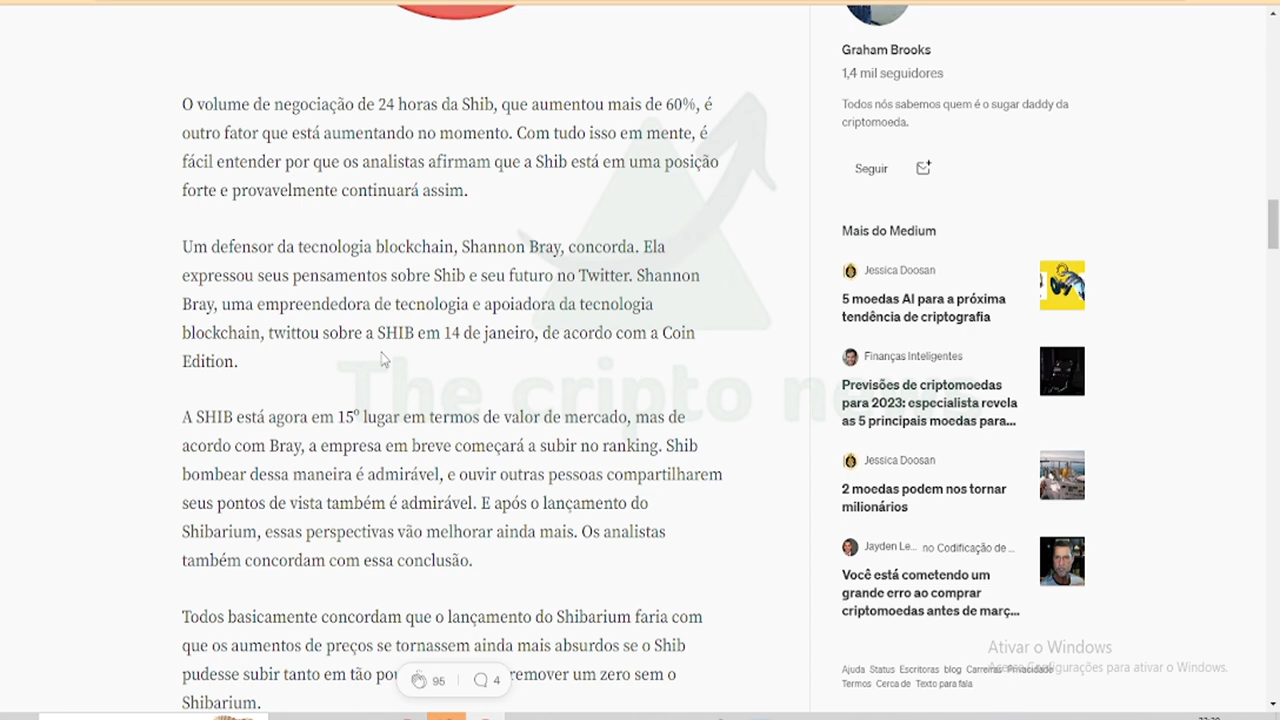 O volume de negociação de 24 horas da Shib, que aumentou mais de 60%, é
outro fator que está aumentando no momento. Com tudo isso em mente, é
fácil entender por que os analistas afirmam que a Shib está em uma posição
forte e provavelmente continuará assim.
Um defensor da tecnologia blockchain, Shannon Bray, concorda. Ela
expressou seus pensamentos sobre Shib e seu futuro no Twitter. Shannon
Bray, uma empreendedora de tecnologia e apoiadora da tecnologia
blockchain, twittou sobre a SHIB em 14 de janeiro, de acordo com a Coin
Edition.
A SHIB está agora em 15º lugar em termos de valor de mercado, mas de
acordo com Bray, a empresa em breve começará a subir no ranking. Shib
bombear dessa maneira é admirável, e ouvir outras pessoas compartilharem
seus pontos de vista também é admirável. E após o lançamento do
Shibarium, essas perspectivas vão melhorar ainda mais. Os analistas
também concordam com essa conclusão.
Todos basicamente concordam que o lançamento do Shibarium faria com
que os aumentos de preços se tornassem ainda mais absurdos se o Shib
pudesse subir tanto em tão remover um zero sem o
Shibarium.
95 4
Graham Brooks
1,4 mil seguidores
Todos nós sabemos quem é o sugar daddy da
criptomoeda.
Seguir
Mais do Medium
Jessica Doosan
5 moedas AI para a próxima
tendência de criptografia
Finanças Inteligentes
Previsões de criptomoedas
para 2023: especialista revela
as 5 principais moedas para...
Jessica Doosan
2 moedas podem nos tornar
milionários
Jayden Le... no Codificação de ...
Você está cometendo um
grande erro ao comprar
criptomoedas antes de març...
Ativar o Windows
Acesse Configurações para ativar o Windows.
Ajuda Status Escritoras blog Carreiras Privacidade
Termos Cerca de Texto para fala
he cripto